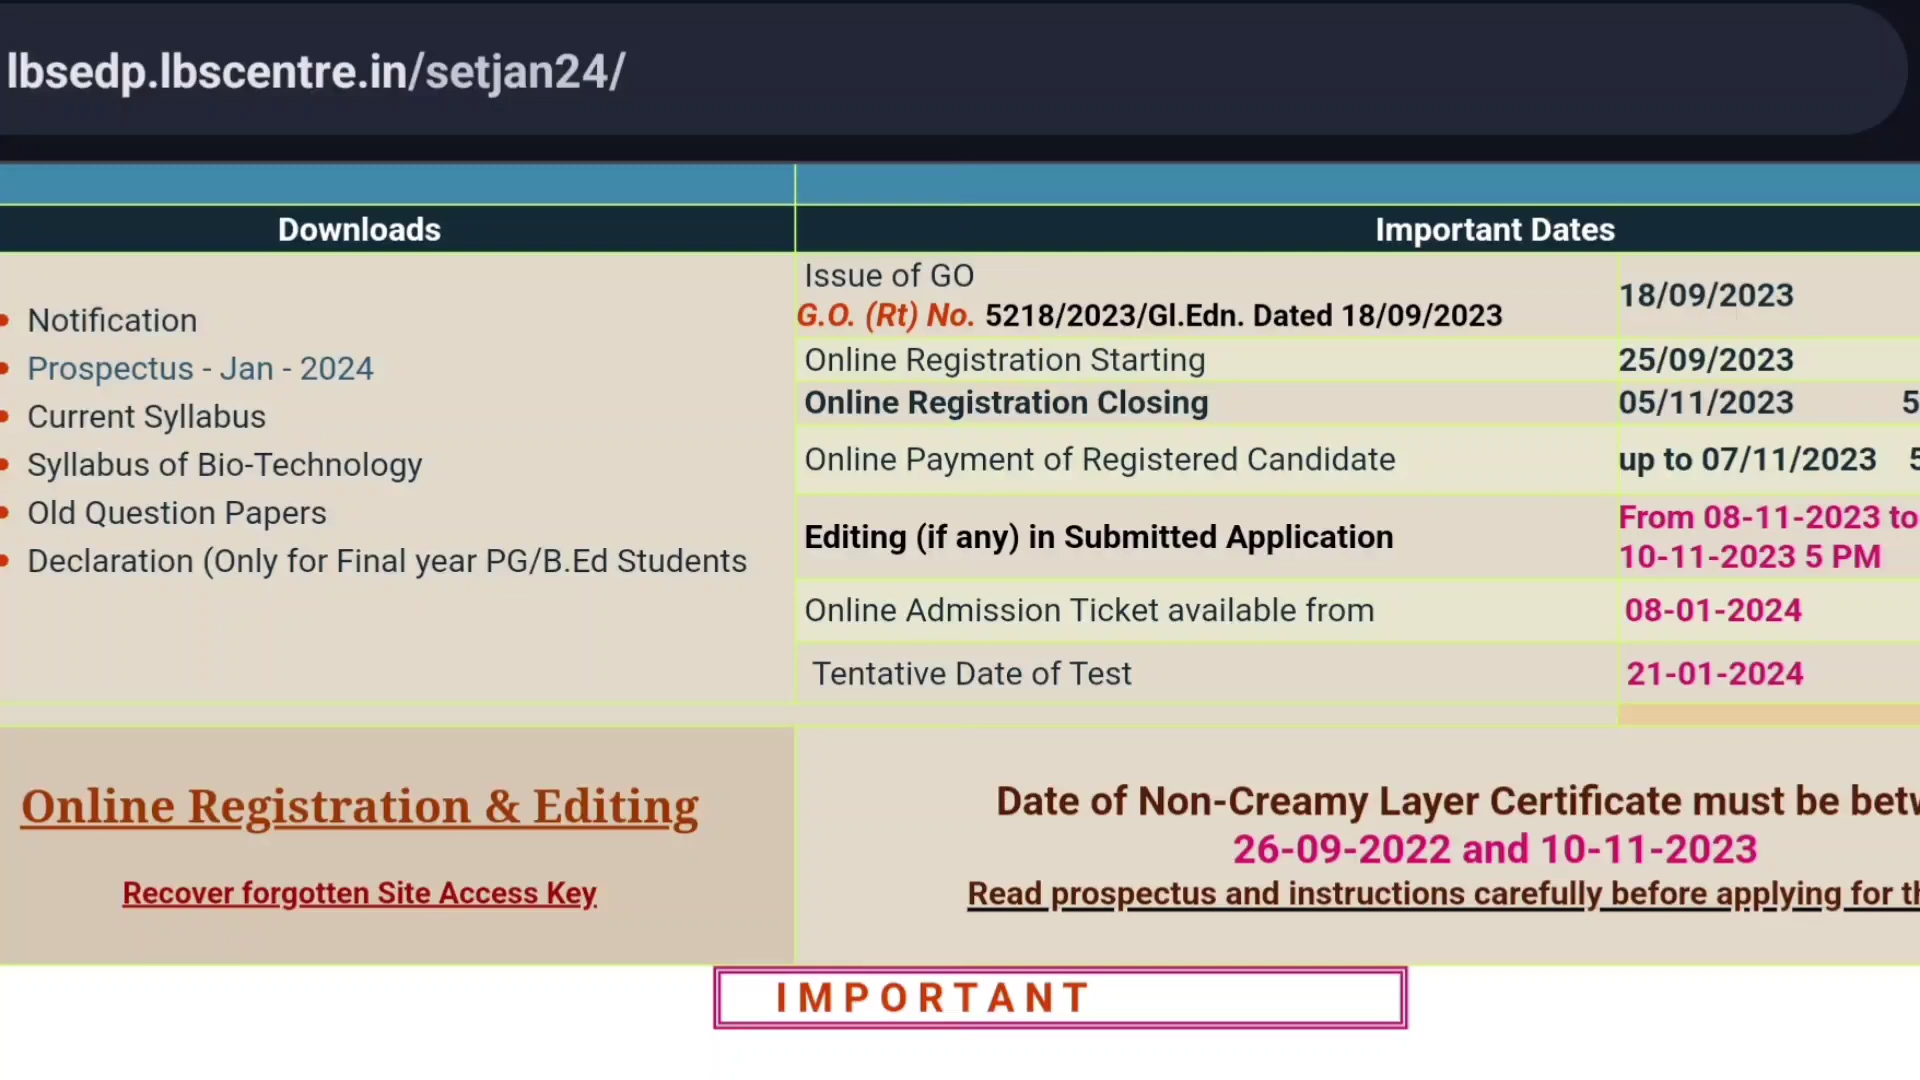 lbsedp.lbscentre.in/setjan24/
Downloads
Important Dates
Notification
Prospectus - Jan - 2024
Current Syllabus
Syllabus of Bio-Technology
Old Question Papers
Declaration (Only for Final year PG/B.Ed Students
Issue of GO
G.O. (Rt) No. 5218/2023/Gl.Edn. Dated 18/09/2023
18/09/2023
Online Registration Starting
25/09/2023
Online Registration Closing
05/11/2023 5
Online Payment of Registered Candidate
up to 07/11/2023 5
Editing (if any) in Submitted Application
From 08-11-2023 to
10-11-2023 5 PM
Online Admission Ticket available from
08-01-2024
Tentative Date of Test
21-01-2024
Online Registration & Editing
Recover forgotten Site Access Key
Date of Non-Creamy Layer Certificate must be
26-09-2022 and 10-11-2023
Read prospectus and instructions carefully before applying for
IMPORTANT